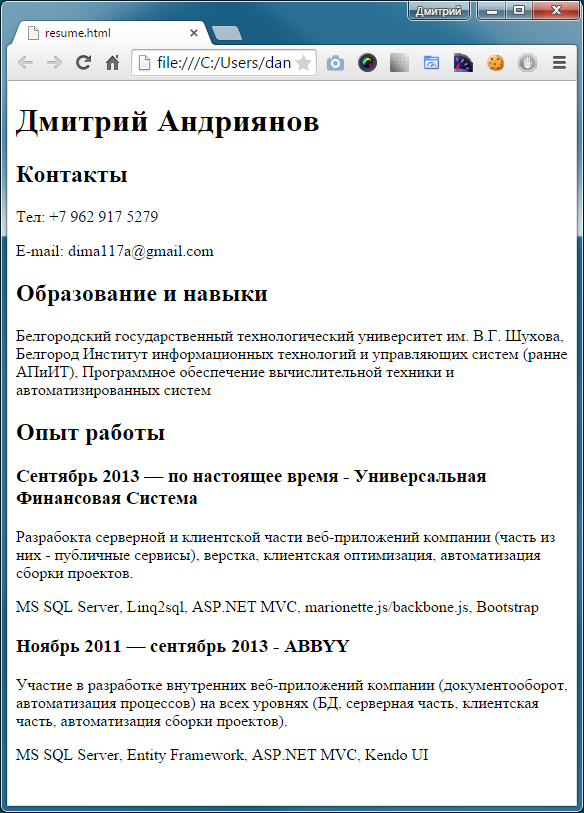 Дмитрий
resume.html
file:///C:/Users/dan
Дмитрий Андриянов
Контакты
Тел: +7 962 917 5279
E-mail: dima117a@gmail.com
Образование и навыки
Белгородский государственный технологический университет им. В.Г. Шухова,
Белгород Институт информационных технологий и управляющих систем (ранне
АПиИТ), Программное обеспечение вычислительной техники и
автоматизированных систем
Опыт работы
Сентябрь 2013 — по настоящее время - Универсальная
Финансовая Система
Разрабокта серверной и клиентской части веб-приложений компании (часть из
них - публичные сервисы), верстка, клиентская оптимизация, автоматизация
сборки проектов.
MS SQL Server, Linq2sql, ASP.NET MVC, marionette.js/backbone.js, Bootstrap
Ноябрь 2011 — сентябрь 2013 - ABBYY
Участие в разработке внутренних веб-приложений компании (документооборот,
автоматизация процессов) на всех уровнях (БД, серверная часть, клиентская
часть, автоматизация сборки проектов).
MS SQL Server, Entity Framework, ASP.NET MVC, Kendo UI